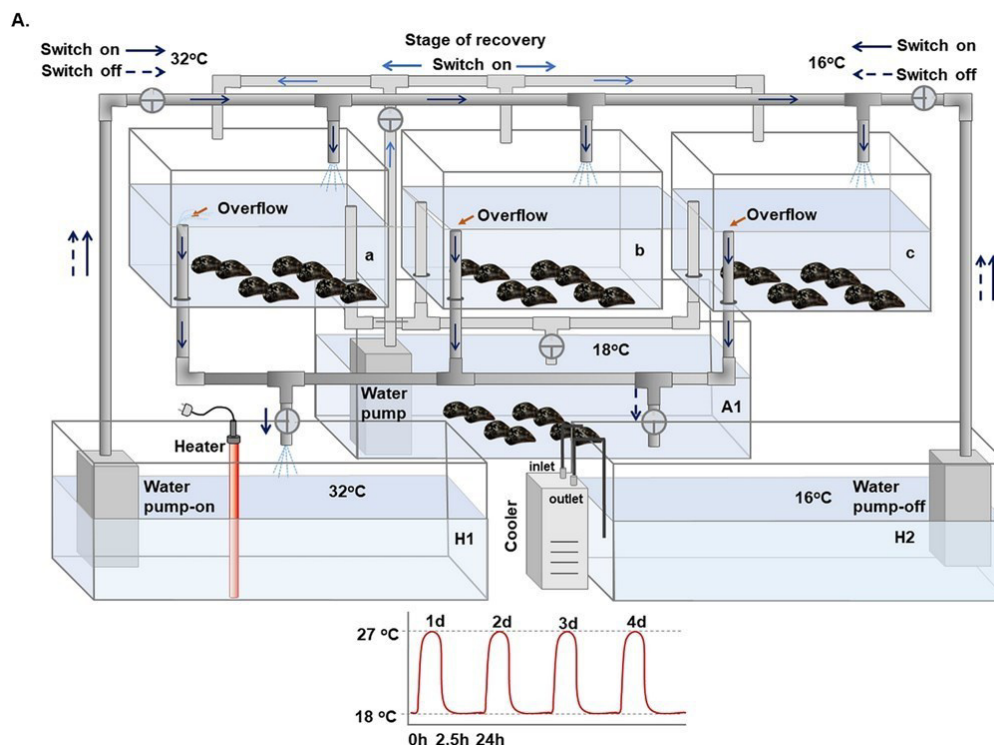 A.
Switch on
Switch off
32°C
Stage of recovery
Switch on
16°C
Switch on
Switch off
Overflow
a
Overflow
b
Overflow
c
18°C
Water
pump
A1
Heater
Water
pump-on
32°C
H1
inlet
outlet
Cooler
16°C
Water
pump-off
H2
27 °C
1d
2d
3d
4d
18 °C
0h 2.5h 24h